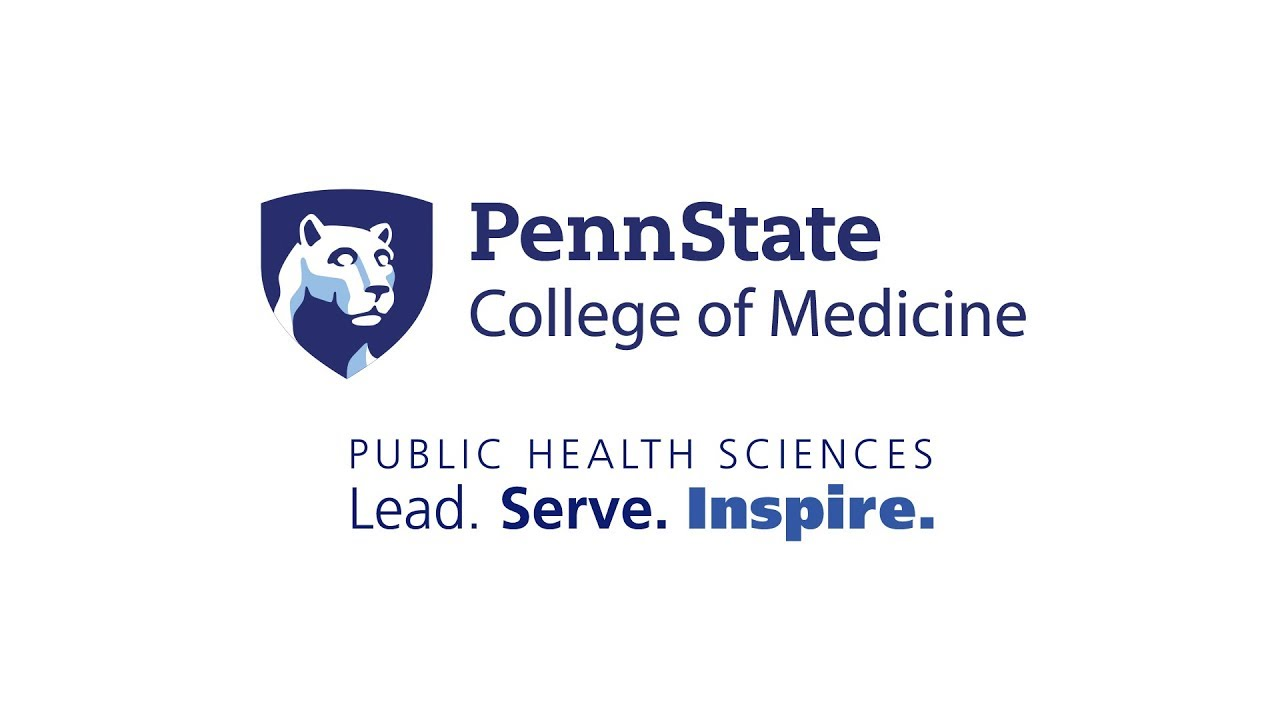 PennState
College of Medicine
PUBLIC HEALTH SCIENCES
Lead. Serve. Inspire.